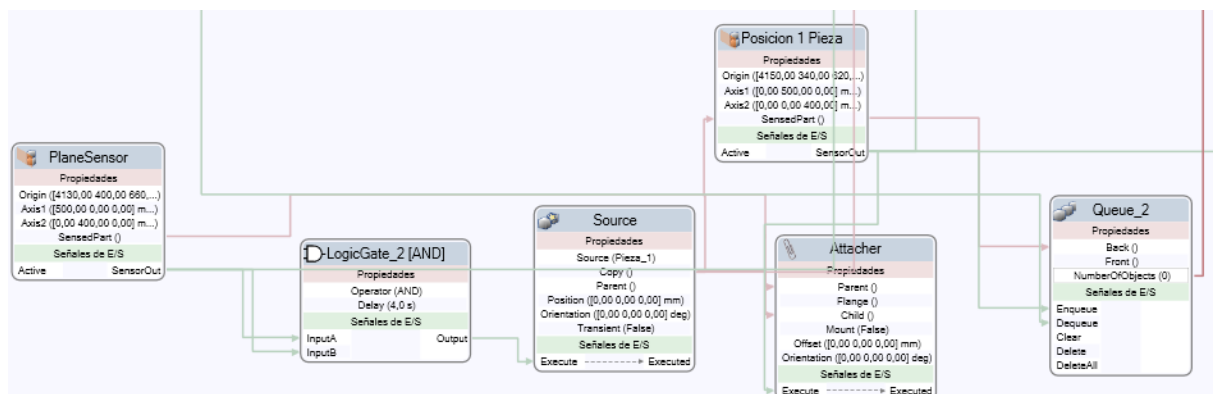 Posicion 1 Pieza
Propiedades
Origin ([4150,00 340,00 620,...)
Axis1 ([0,00 500,00 0,00] m...)
Axis2 ([0,00 0,00 400,00] m...)
SensedPart ()
Señales de E/S
Active SensorOut
PlaneSensor
Propiedades
Origin ([4130,00 400,00 660,...)
Axis1 ([500,00 0,00 0,00] m...)
Axis2 ([0,00 400,00 0,00] m...)
SensedPart ()
Señales de E/S
Active SensorOut
LogicGate_2 [AND]
Propiedades
Operator (AND)
Delay (4,0 s)
Señales de E/S
InputA Output
InputB
Source
Propiedades
Source (Pieza_1)
Copy ()
Parent ()
Position ([0,00 0,00 0,00] mm)
Orientation ([0,00 0,00 0,00] deg)
Transient (False)
Señales de E/S
Execute Executed
Attacher
Propiedades
Parent ()
Flange ()
Child ()
Mount (False)
Offset ([0,00 0,00 0,00] mm)
Orientation ([0,00 0,00 0,00] deg)
Señales de E/S
Execute Executed
Queue_2
Propiedades
Back ()
Front ()
NumberOfObjects (0)
Señales de E/S
Enqueue
Dequeue
Clear
Delete
DeleteAll